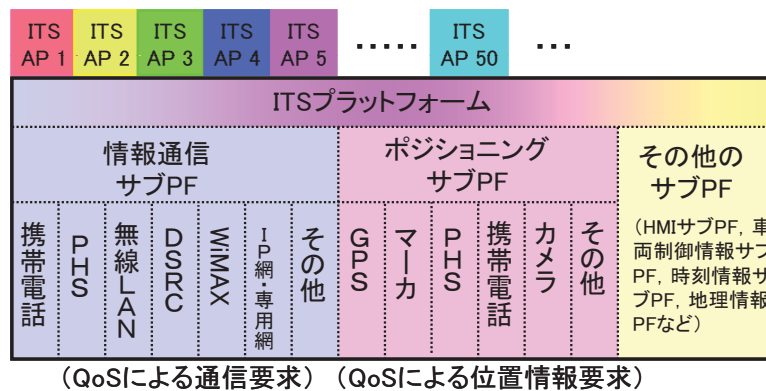 ITS AP 1
ITS AP 2
ITS AP 3
ITS AP 4
ITS AP 5
.....
ITS AP 50
...
ITSプラットフォーム
情報通信
サブPF
ポジショニング
サブPF
その他の
サブPF
携帯電話
PHS
無線LAN
DSRC
WiMAX
IP網・専用網
その他
GPS
マーカ
PHS
携帯電話
カメラ
その他
(HMIサブPF, 車
両制御情報サブ
PF, 時刻情報サ
ブPF, 地理情報
PFなど)
(QoSによる通信要求)
(QoSによる位置情報要求)